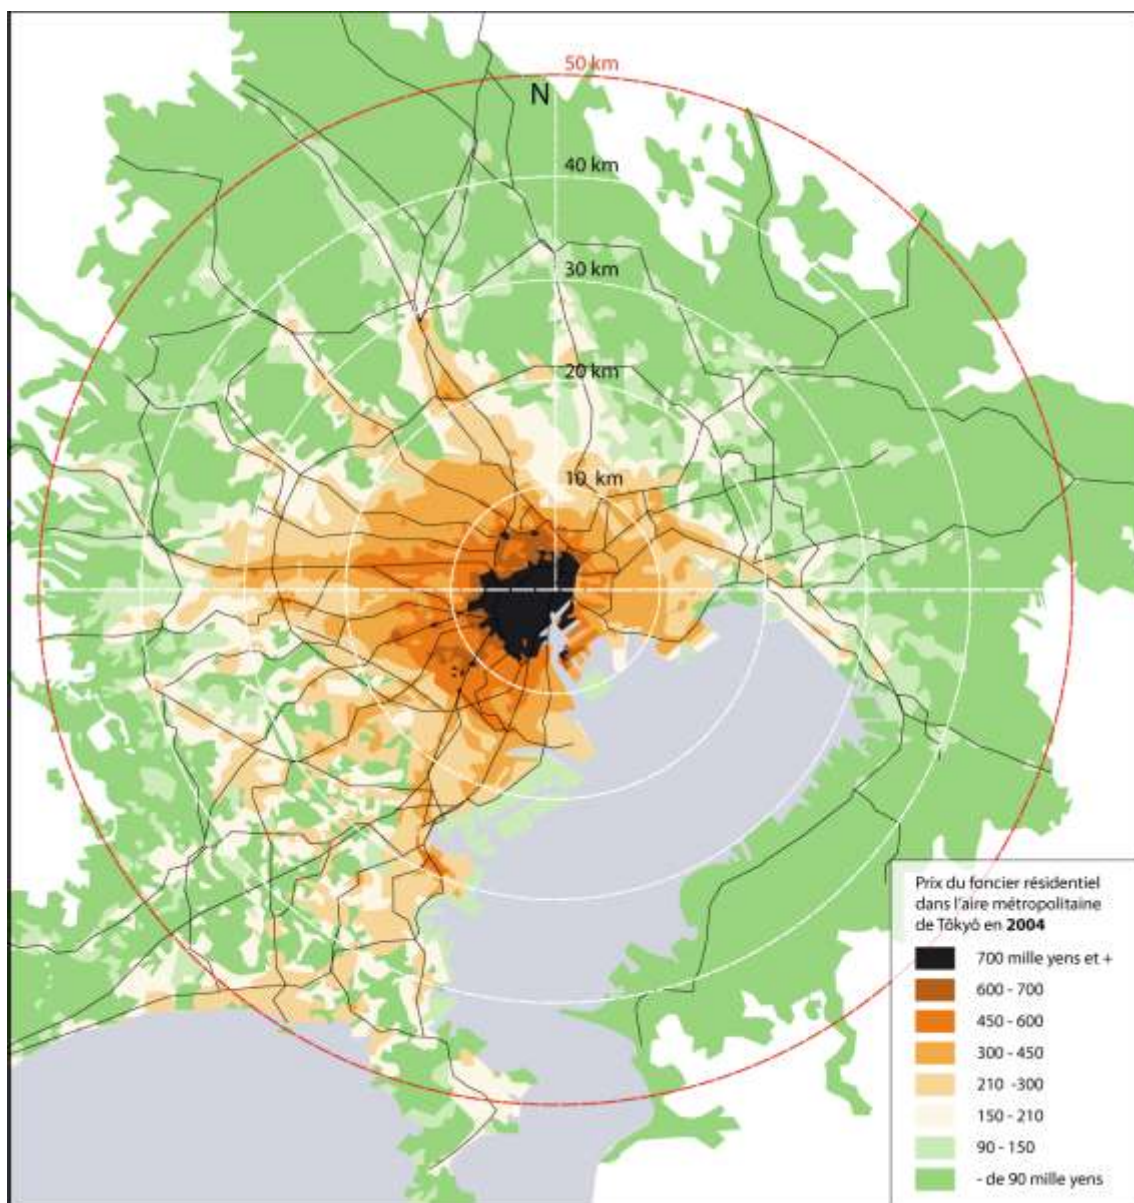 50 km
N
40 km
30 km
20 km
10 km
Prix du foncier résidentiel
dans l'aire métropolitaine
de Tôkyô en 2004
700 mille yens et +
600 - 700
450 - 600
300 - 450
210 -300
150 - 210
90 - 150
- de 90 mille yens